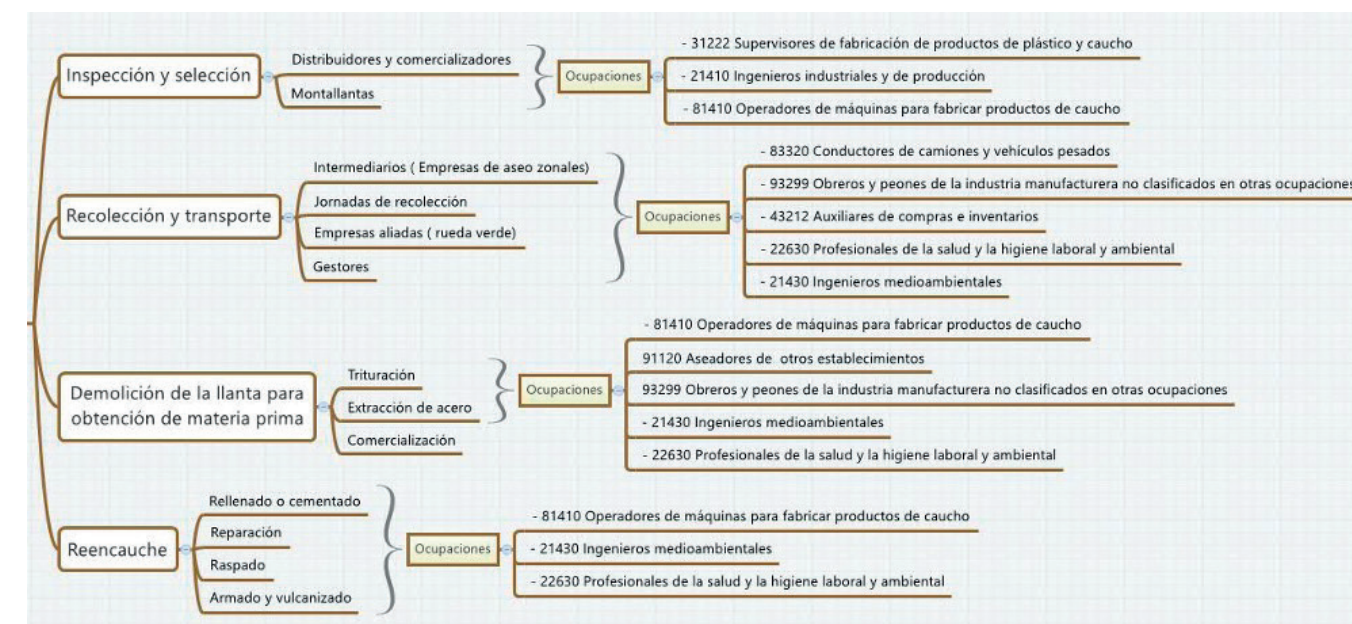 Inspección y selección
Distribuidores y comercializadores
Montallantas
Ocupaciones
- 31222 Supervisores de fabricación de productos de plástico y caucho
- 21410 Ingenieros industriales y de producción
- 81410 Operadores de máquinas para fabricar productos de caucho
Recolección y transporte
Intermediarios ( Empresas de aseo zonales)
Jornadas de recolección
Empresas aliadas ( rueda verde)
Gestores
Ocupaciones
- 83320 Conductores de camiones y vehículos pesados
- 93299 Obreros y peones de la industria manufacturera no clasificados en otras ocupaciones
- 43212 Auxiliares de compras e inventarios
- 22630 Profesionales de la salud y la higiene laboral y ambiental
- 21430 Ingenieros medioambientales
Demolición de la llanta para
obtención de materia prima
Trituración
Extracción de acero
Comercialización
Ocupaciones
- 81410 Operadores de máquinas para fabricar productos de caucho
91120 Aseadores de  otros establecimientos
93299 Obreros y peones de la industria manufacturera no clasificados en otras ocupaciones
- 21430 Ingenieros medioambientales
- 22630 Profesionales de la salud y la higiene laboral y ambiental
Reencauche
Rellenado o cementado
Reparación
Raspado
Armado y vulcanizado
Ocupaciones
- 81410 Operadores de máquinas para fabricar productos de caucho
- 21430 Ingenieros medioambientales
- 22630 Profesionales de la salud y la higiene laboral y ambiental